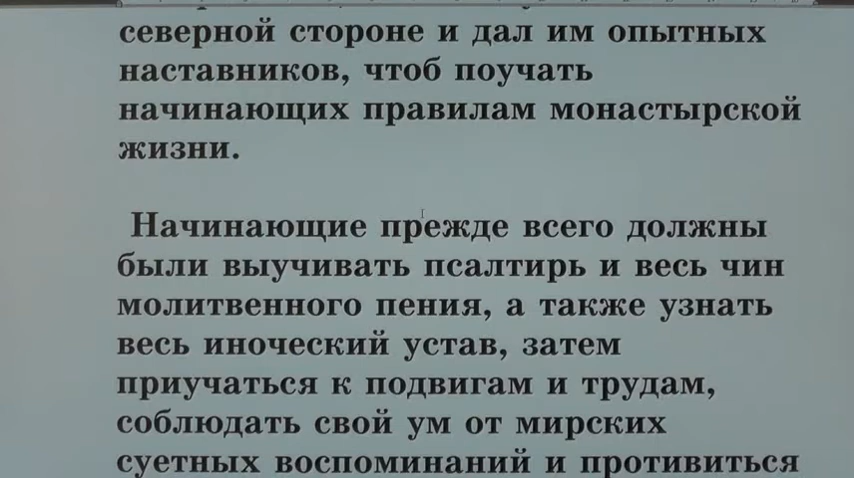 северной стороне и дал им опытных
наставников, чтоб поучать
начинающих правилам монастырской
жизни.
Начинающие прежде всего должны
были выучивать псалтирь и весь чин
молитвенного пения, а также узнать
весь иноческий устав, затем
приучаться к подвигам и трудам,
соблюдать свой ум от мирских
суетных воспоминаний и противиться